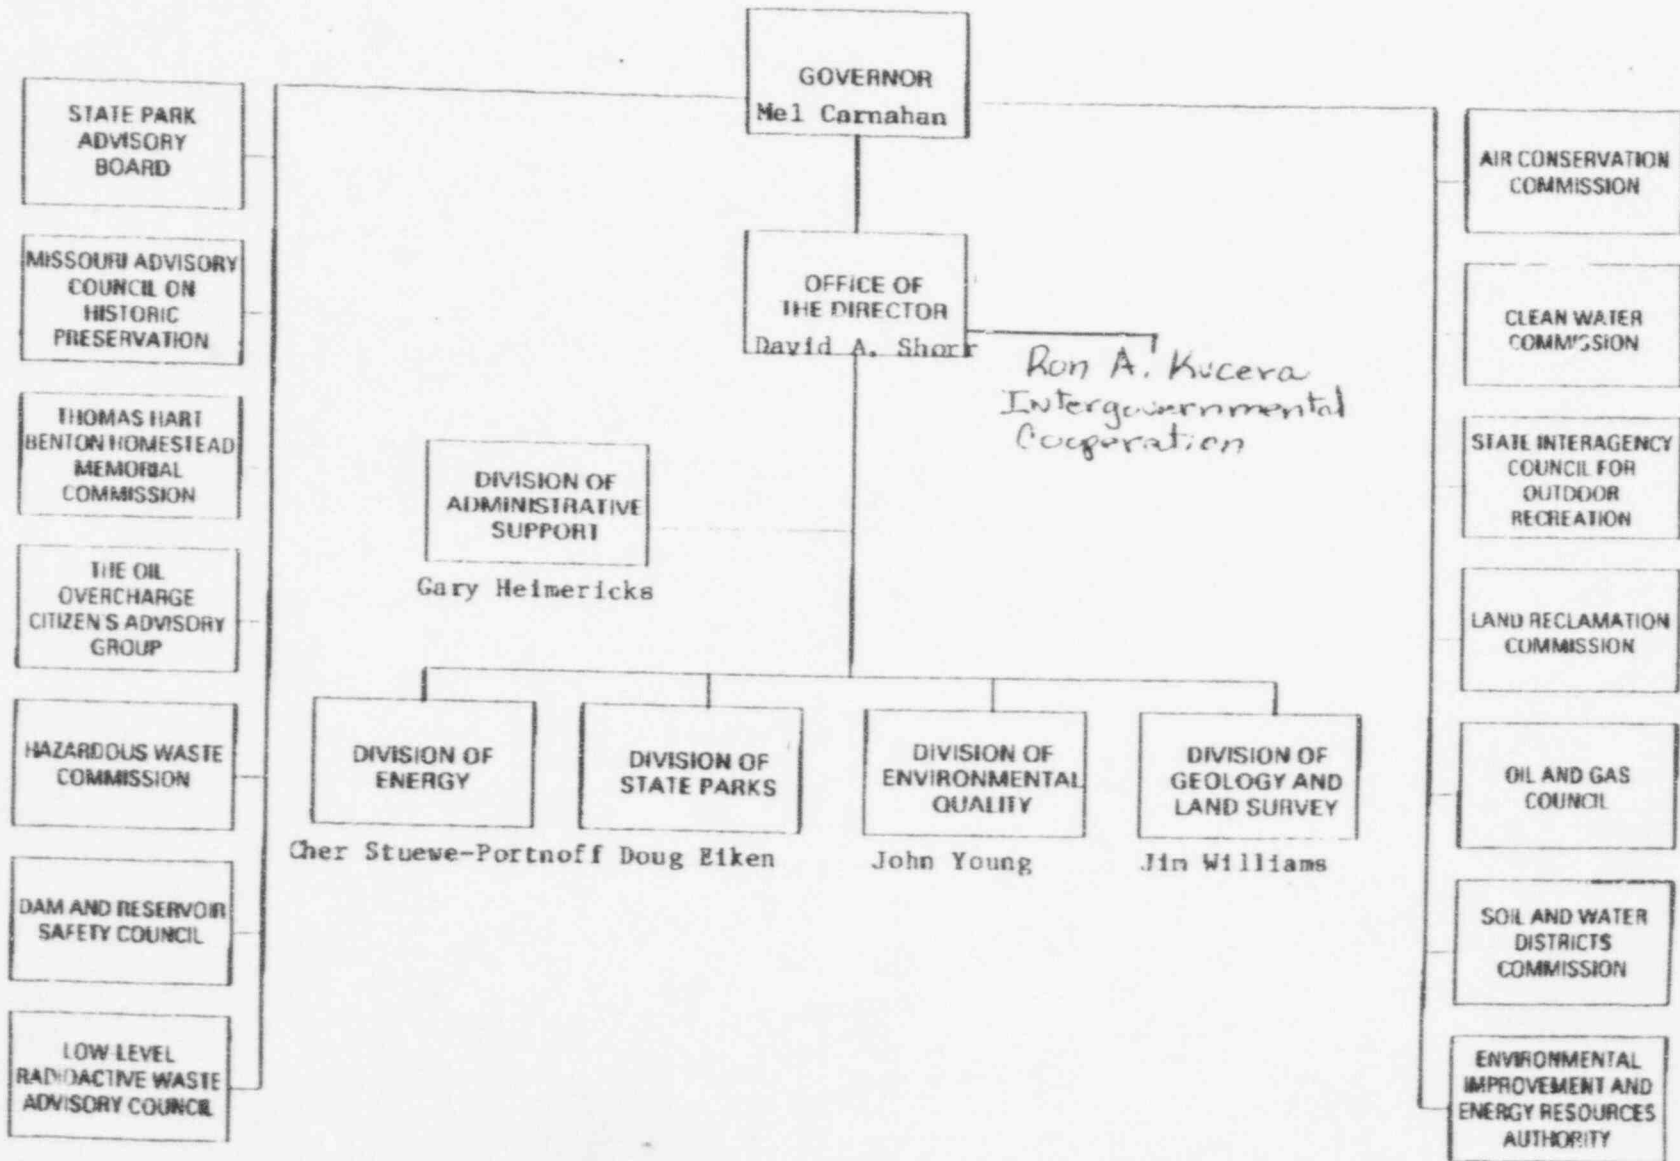 GOVERNOR
Mel Carnahan
STATE PARK
ADVISORY
BOARD
MISSOURI ADVISORY
COUNCIL ON
HISTORIC
PRESERVATION
THOMAS HART
BENTON HOMESTEAD
MEMORIAL
COMMISSION
THE OIL
OVERCHARGE
CITIZEN'S ADVISORY
GROUP
HAZARDOUS WASTE
COMMISSION
DAM AND RESERVOIR
SAFETY COUNCIL
LOW LEVEL
RADIOACTIVE WASTE
ADVISORY COUNCIL
OFFICE OF
THE DIRECTOR
David A. Shorr
Ron A. Kucera
Intergovernmental
Cooperation
DIVISION OF
ADMINISTRATIVE
SUPPORT
Gary Heimericks
DIVISION OF
ENERGY
Cher Stuewe-Portnoff
DIVISION OF
STATE PARKS
Doug Eiken
DIVISION OF
ENVIRONMENTAL
QUALITY
John Young
DIVISION OF
GEOLOGY AND
LAND SURVEY
Jim Williams
AIR CONSERVATION
COMMISSION
CLEAN WATER
COMMISSION
STATE INTERAGENCY
COUNCIL FOR
OUTDOOR
RECREATION
LAND RECLAMATION
COMMISSION
OIL AND GAS
COUNCIL
SOIL AND WATER
DISTRICTS
COMMISSION
ENVIRONMENTAL
IMPROVEMENT AND
ENERGY RESOURCES
AUTHORITY